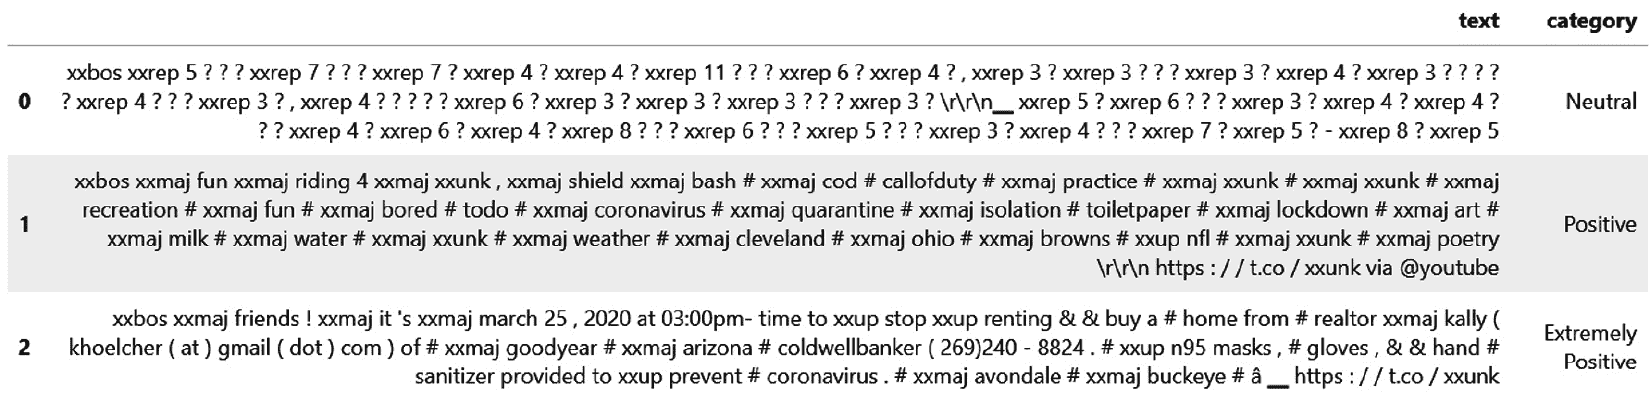 text category
xxbos xxrep 5 ? ? ? xxrep 7 ? ? ? xxrep 7 ? xxrep 4 ? xxrep 4 ? xxrep 11 ? ? ? xxrep 6 ? xxrep 4 ? , xxrep 3 ? xxrep 3 ? ? ? xxrep 3 ? xxrep 4 ? xxrep 3 ? ? ? ?
0 ? xxrep 4 ? ? ? xxrep 3 ? , xxrep 4 ? ? ? ? ? xxrep 6 ? xxrep 3 ? xxrep 3 ? xxrep 3 ? ? ? xxrep 3 ? \r\r\n▁ xxrep 5 ? xxrep 6 ? ? ? xxrep 3 ? xxrep 4 ? xxrep 4 ? Neutral
? ? xxrep 4 ? xxrep 6 ? xxrep 4 ? xxrep 8 ? ? ? xxrep 6 ? ? ? xxrep 5 ? ? ? xxrep 3 ? xxrep 4 ? ? ? xxrep 7 ? xxrep 5 ? - xxrep 8 ? xxrep 5
xxbos xxmaj fun xxmaj riding 4 xxmaj xxunk , xxmaj shield xxmaj bash # xxmaj cod # callofduty # xxmaj practice # xxmaj xxunk # xxmaj xxunk # xxmaj
1 recreation # xxmaj fun # xxmaj bored # todo # xxmaj coronavirus # xxmaj quarantine # xxmaj isolation # toiletpaper # xxmaj lockdown # xxmaj art # Positive
# xxmaj milk # xxmaj water # xxmaj xxunk # xxmaj weather # xxmaj cleveland # xxmaj ohio # xxmaj browns # xxup nfl # xxmaj xxunk # xxmaj poetry
\r\r\n https : / / t.co / xxunk via @youtube
xxbos xxmaj friends ! xxmaj it 's xxmaj march 25 , 2020 at 03:00pm- time to xxup stop xxup renting & & buy a # home from # realtor xxmaj kally (
2 khoelcher ( at ) gmail ( dot ) com ) of # xxmaj goodyear # xxmaj arizona # coldwellbanker ( 269)240 - 8824 . # xxup n95 masks , # gloves , & & hand # Extremely
sanitizer provided to xxup prevent # coronavirus . # xxmaj avondale # xxmaj buckeye # â ▁ https : / / t.co / xxunk Positive